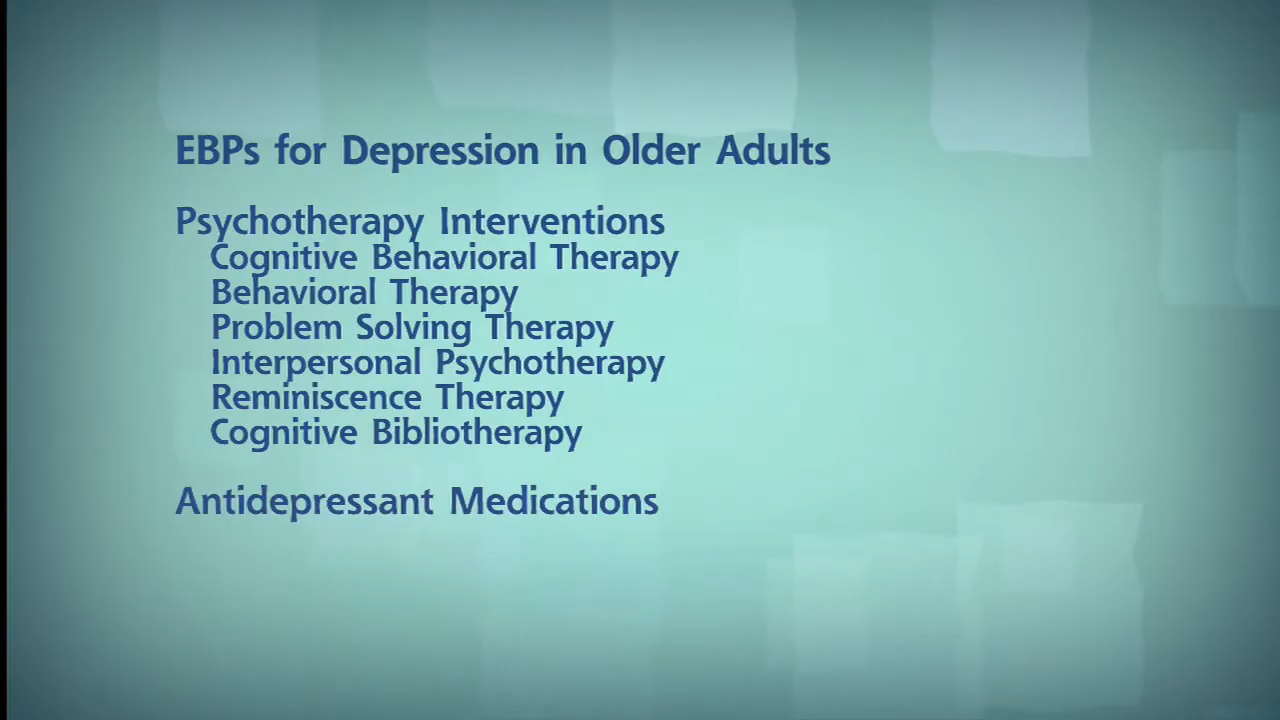 EBPs for Depression in Older Adults
Psychotherapy Interventions
Cognitive Behavioral Therapy
Behavioral Therapy
Problem Solving Therapy
Interpersonal Psychotherapy
Reminiscence Therapy
Cognitive Bibliotherapy
Antidepressant Medications